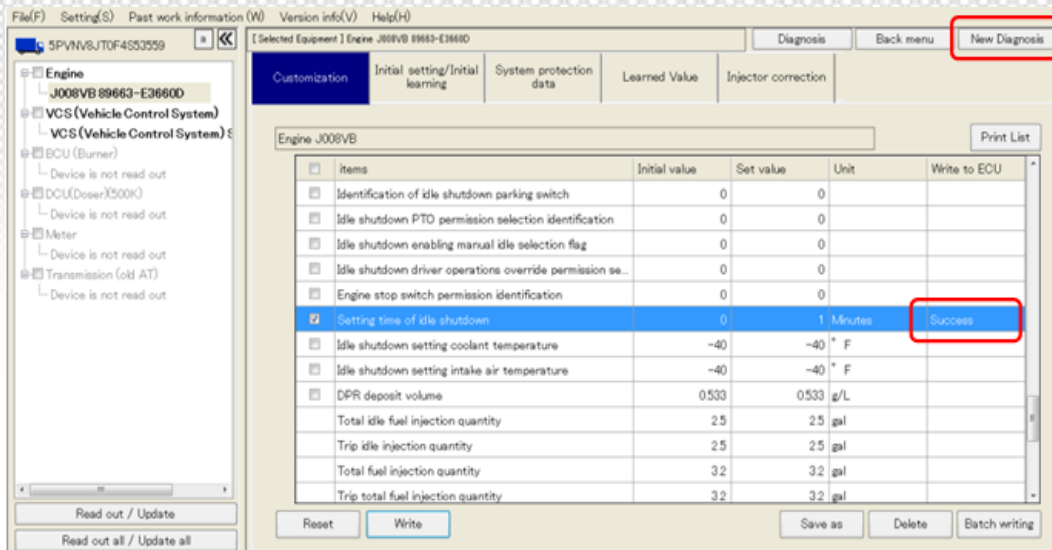 File(F) Setting(S) Past work information (W) Version info(V) Help(H)
5PVNV8JT0F4S53559
Engine
J008VB 89663-E3660D
VCS (Vehicle Control System)
VCS (Vehicle Control System) S
BCU (Burner)
Device is not read out
DCU(Doser)(500K)
Device is not read out
Meter
Device is not read out
Transmission (old AT)
Device is not read out
Read out / Update
Read out all / Update all
[ Selected Equipment ] Engine J008VB 89663-E3660D
Diagnosis Back menu New Diagnosis
Customization Initial setting/Initial learning System protection data Learned Value Injector correction
Engine J008VB
Print List
items Initial value Set value Unit Write to ECU
Identification of idle shutdown parking switch 0 0
Idle shutdown PTO permission selection identification 0 0
Idle shutdown enabling manual idle selection flag 0 0
Idle shutdown driver operations override permission se... 0 0
Engine stop switch permission identification 0 0
Setting time of idle shutdown 0 1 Minutes Success
Idle shutdown setting coolant temperature -40 -40 ° F
Idle shutdown setting intake air temperature -40 -40 ° F
DPR deposit volume 0.533 0.533 g/L
Total idle fuel injection quantity 2.5 2.5 gal
Trip idle injection quantity 2.5 2.5 gal
Total fuel injection quantity 3.2 3.2 gal
Trip total fuel injection quantity 3.2 3.2 gal
Reset Write Save as Delete Batch writing